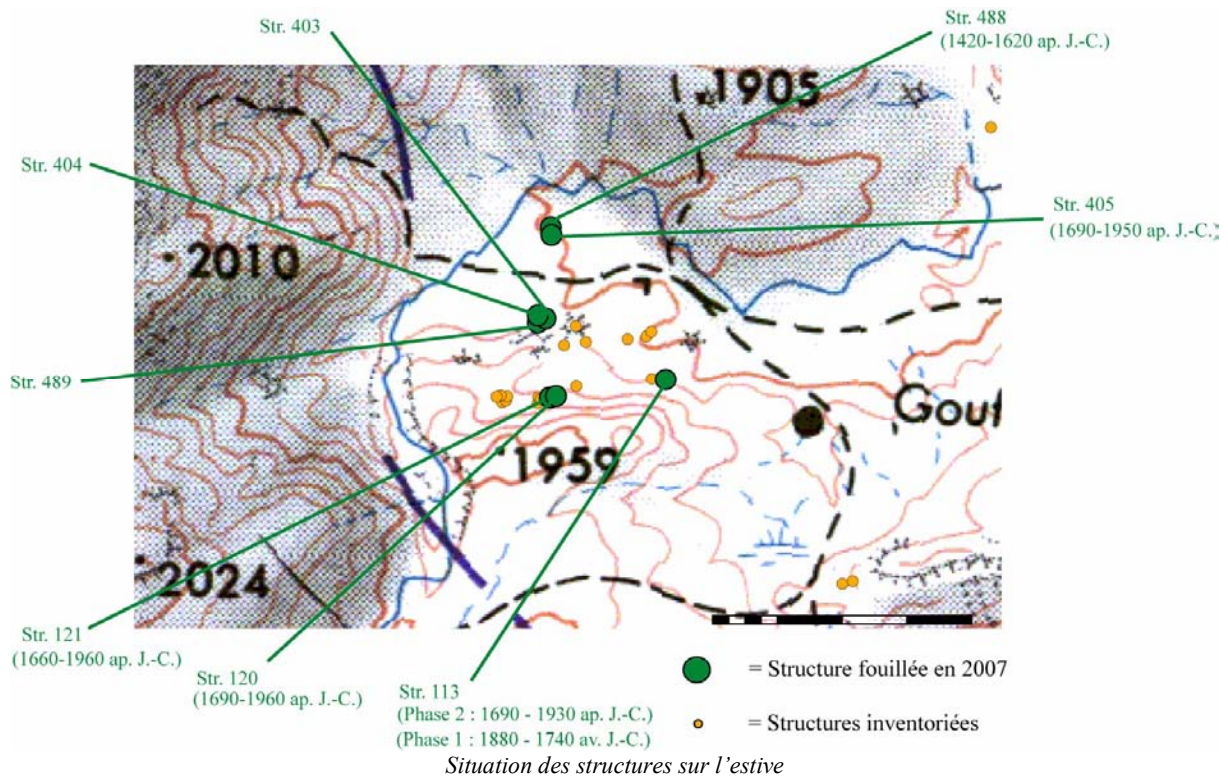 Str. 403
Str. 488
(1420-1620 ap. J.-C.)
1905
Str. 404
Str. 405
(1690-1950 ap. J.-C.)
2010
Str. 489
Gouf
1959
2024
Str. 121
(1660-1960 ap. J.-C.)
Str. 120
(1690-1960 ap. J.-C.)
Str. 113
(Phase 2 : 1690 - 1930 ap. J.-C.)
(Phase 1 : 1880 - 1740 av. J.-C.)
= Structure fouillée en 2007
= Structures inventoriées
Situation des structures sur l'estive